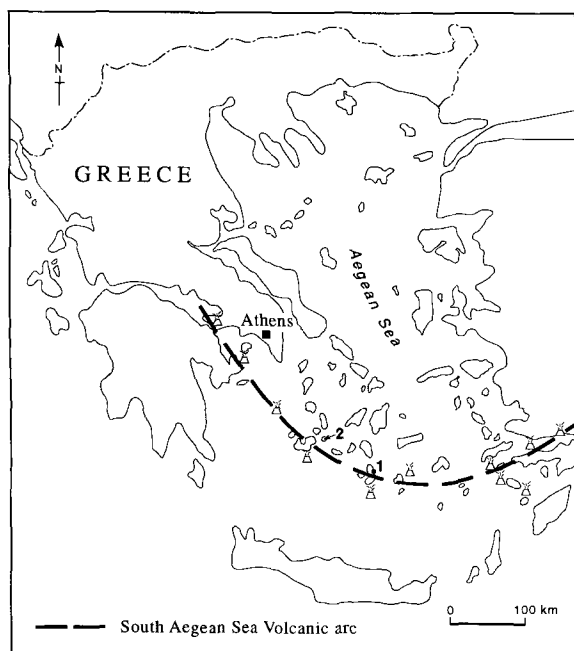 N
GREECE
Aegean Sea
Athens
2
1
0 100 km
South Aegean Sea Volcanic arc